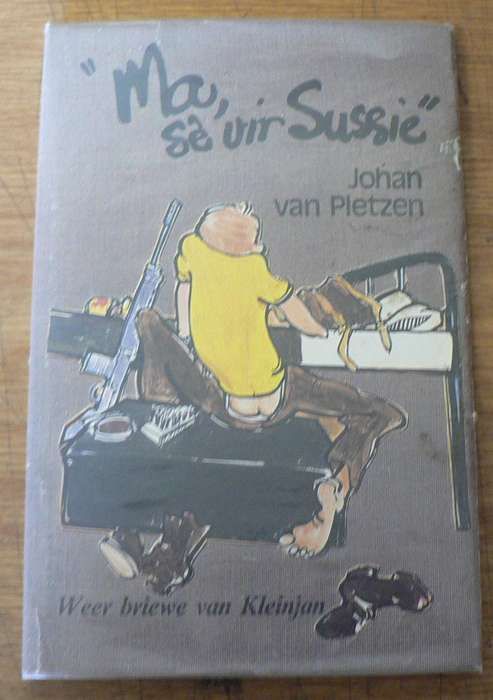 "Ma,
sê vir Sussie"
Johan
van Pletzen
Weer briewe van Kleinjan